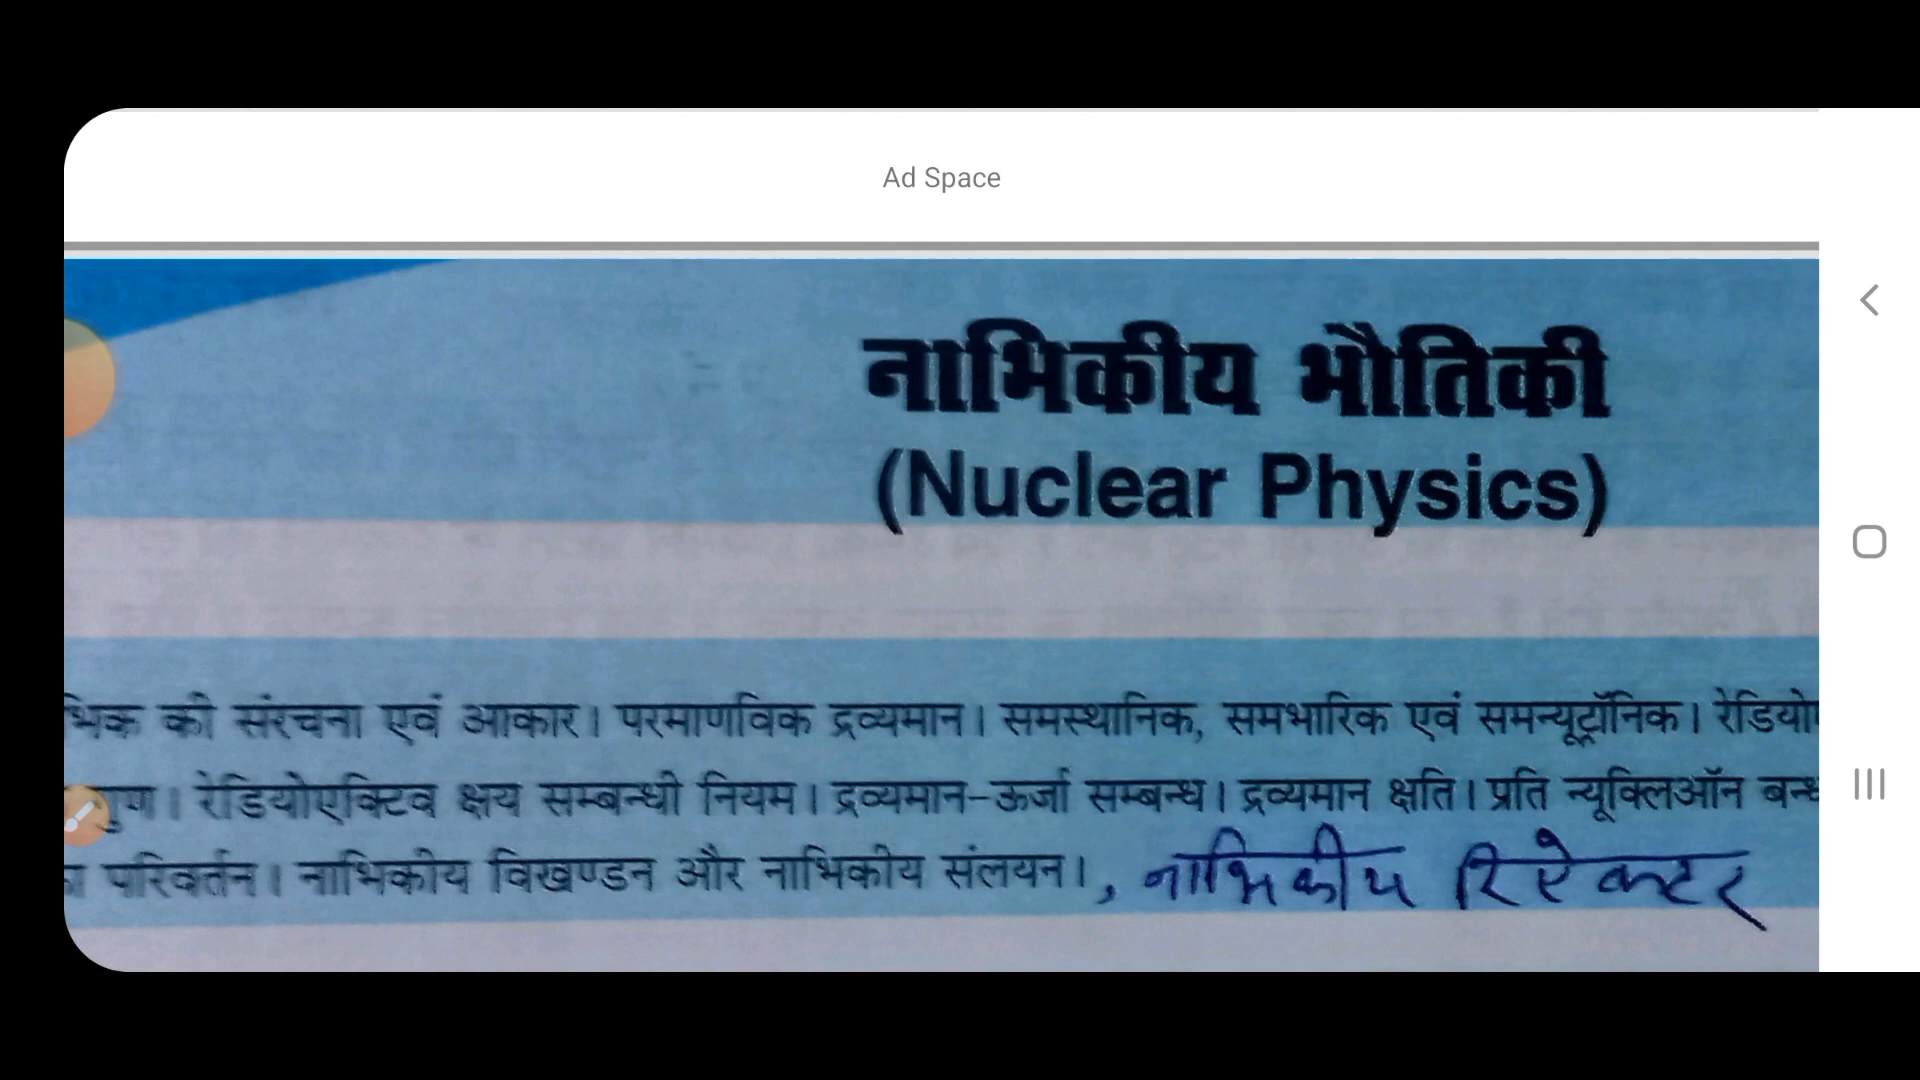 Ad Space
नाभिकीय भौतिकी
(Nuclear Physics)
की संरचना एवं आकार। परमाणविक द्रव्यमान। समस्थानिक, समभारिक एवं समन्यूट्रॉनिक।
रेडियोएक्टिव क्षय सम्बन्धी नियम। द्रव्यमान-ऊर्जा सम्बन्ध। द्रव्यमान क्षति। प्रति न्यूक्लिऑन
परिवर्तन। नाभिकीय विखण्डन और नाभिकीय संलयन।, नाभिकीय रिऐक्टर